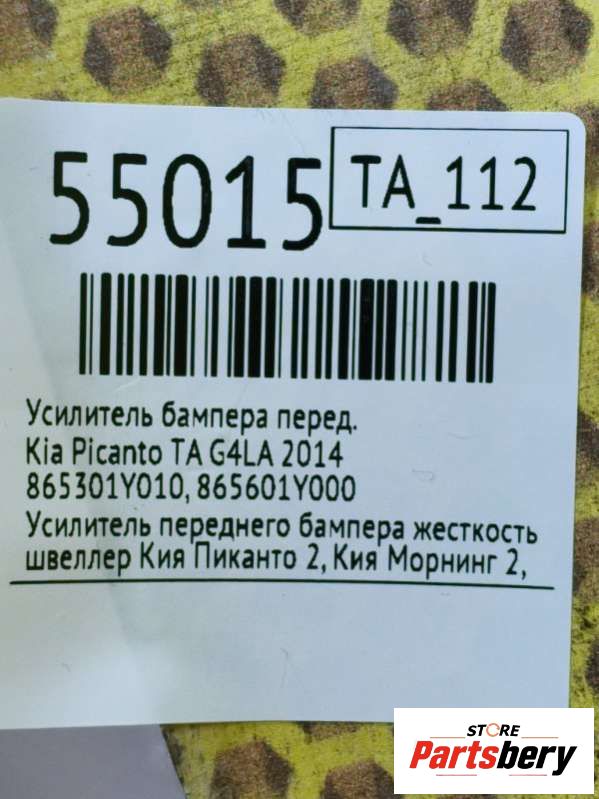 55015
TA_112
Усилитель бампера перед.
Kia Picanto TA G4LA 2014
865301Y010, 865601Y000
Усилитель переднего бампера жесткость
швеллер Кия Пиканто 2, Кия Морнинг 2,
STORE
Partsbery